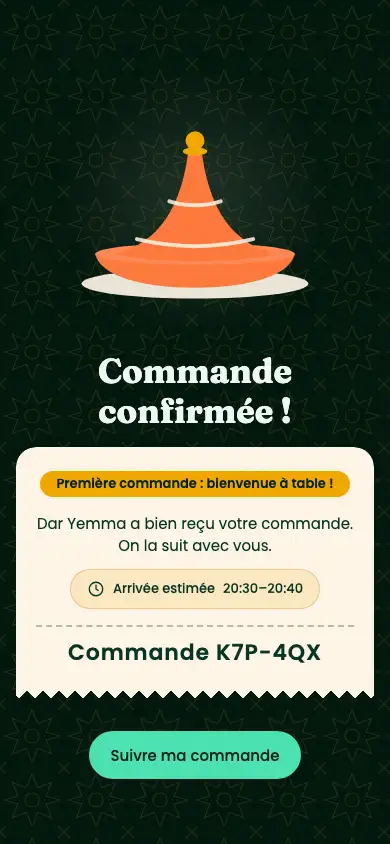 Commande
confirmée !
Première commande : bienvenue à table !
Dar Yemma a bien reçu votre commande.
On la suit avec vous.
Arrivée estimée 20:30–20:40
Commande K7P-4QX
Suivre ma commande